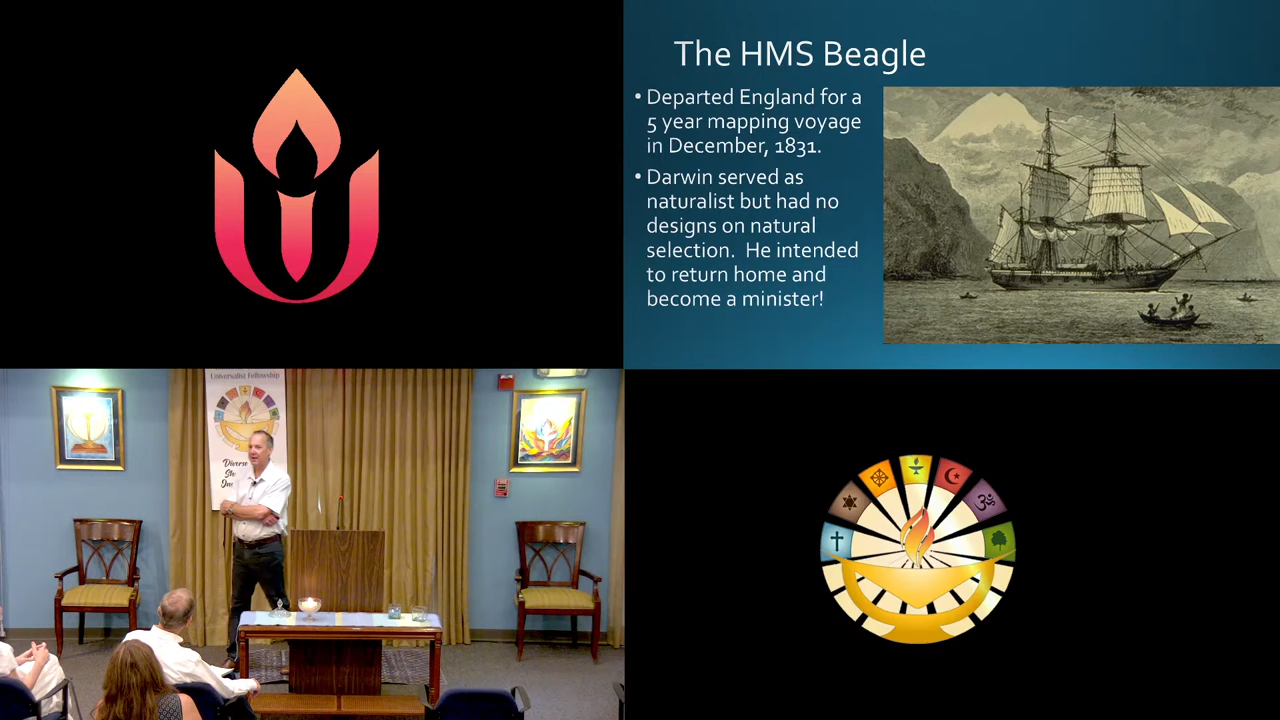 The HMS Beagle
• Departed England for a
5 year mapping voyage
in December, 1831.
• Darwin served as
naturalist but had no
designs on natural
selection.  He intended
to return home and
become a minister!
Universalist Fellowship
Diverse